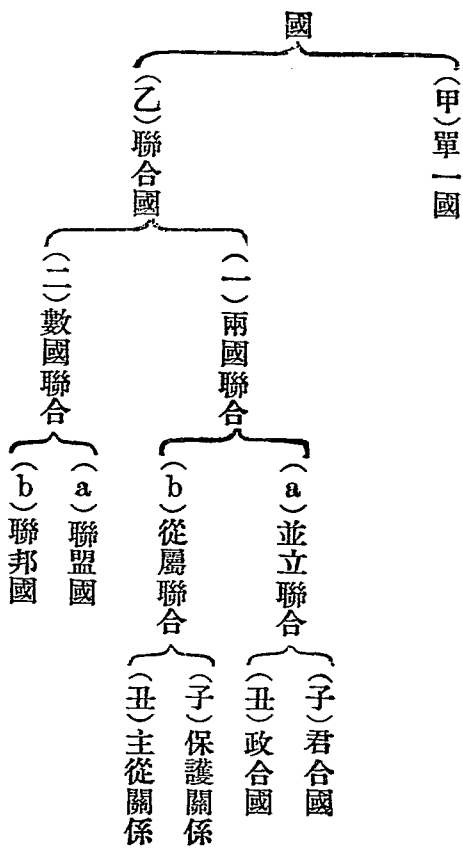 國
（甲）單一國
（乙）聯合國
（一）兩國聯合
（a）並立聯合
（子）君合國
（丑）政合國
（b）從屬聯合
（子）保護關係
（丑）主從關係
（二）數國聯合
（a）聯盟國
（b）聯邦國